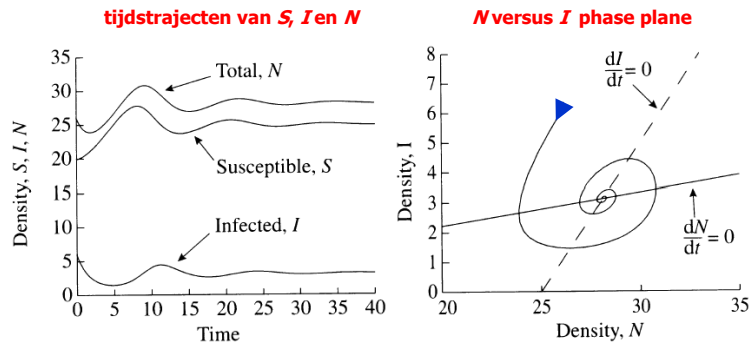 tijdstrajecten van S, I en N
Density, S, I, N
35
30
25
20
15
10
5
0
Total, N
Susceptible, S
Infected, I
0 5 10 15 20 25 30 35 40
Time
N versus I phase plane
Density, I
8
7
6
5
4
3
2
1
0
dI/dt = 0
dN/dt = 0
20 25 30 35
Density, N